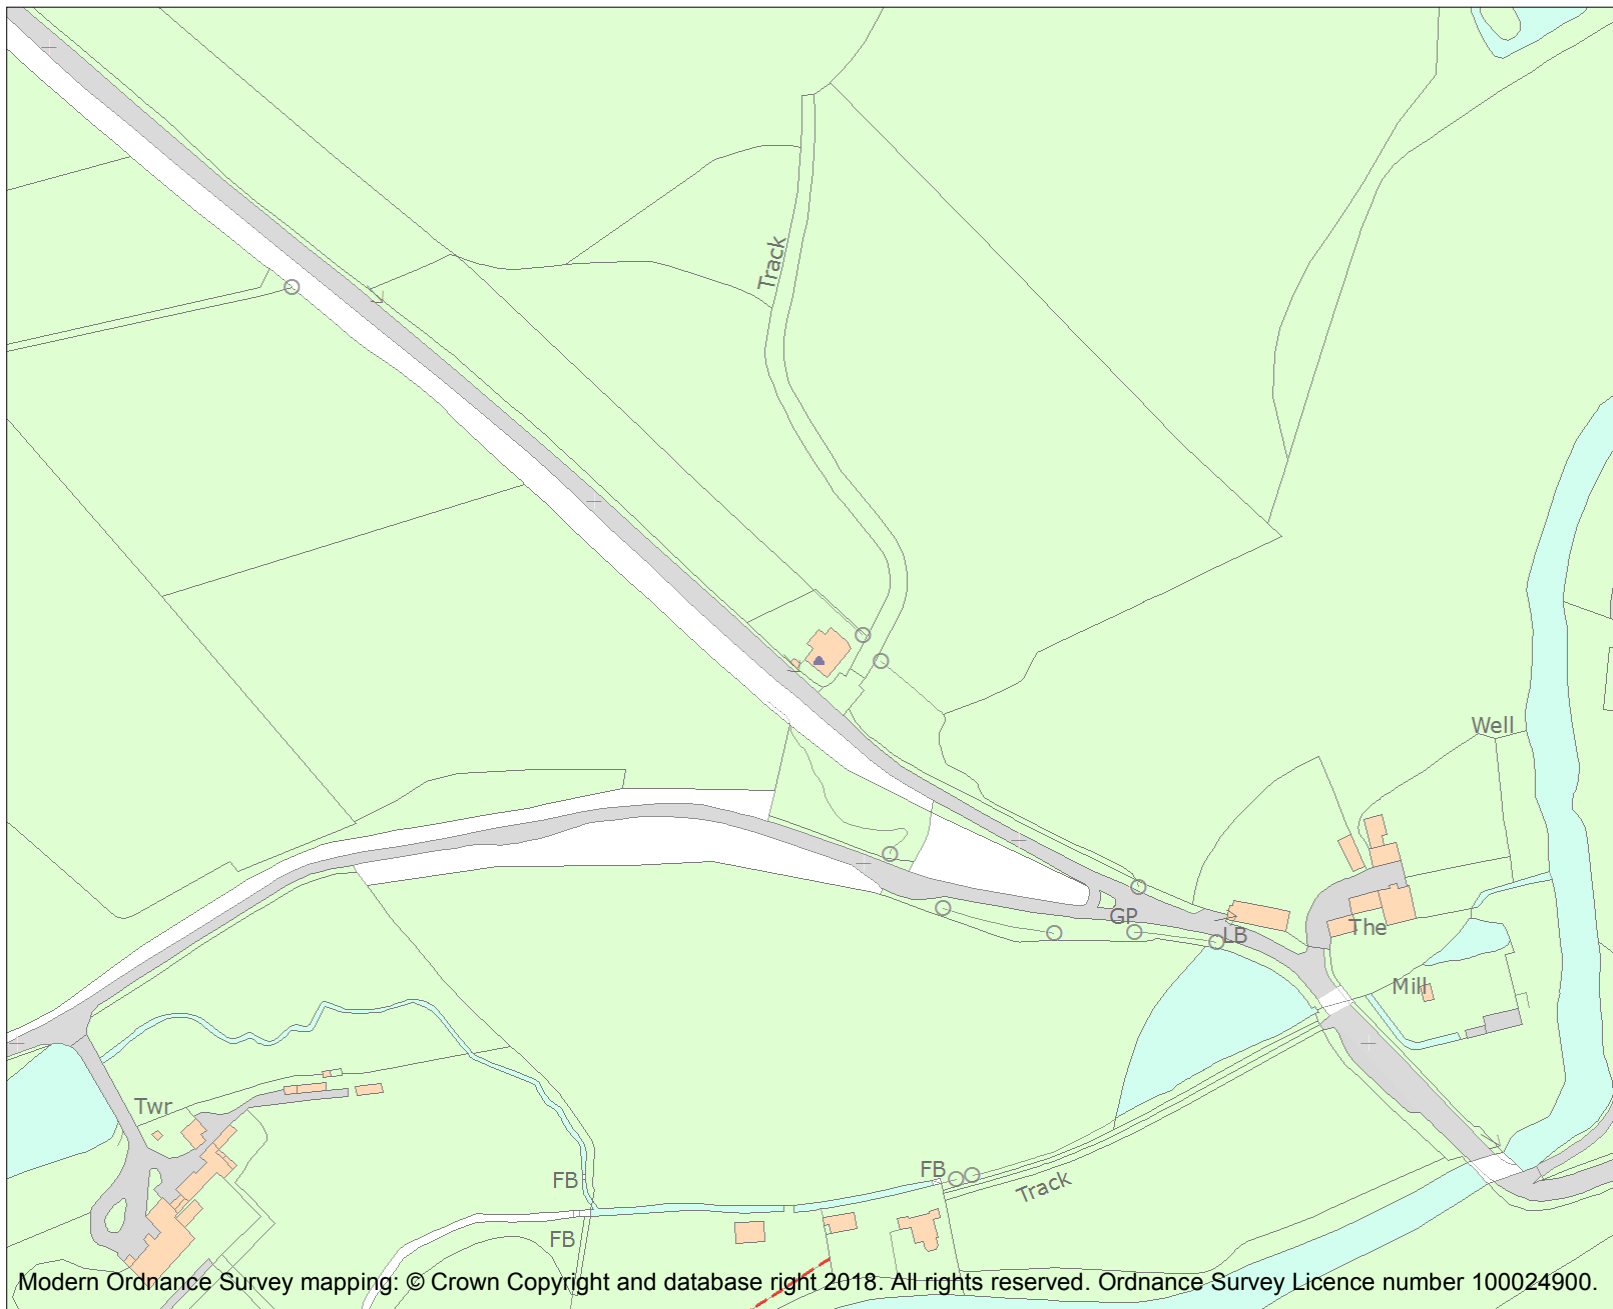 Track
Well
GP
The
LB
Mill
Twr
FB
FB
Track
FB
Modern Ordnance Survey mapping: © Crown Copyright and database right 2018. All rights reserved. Ordnance Survey Licence number 100024900.